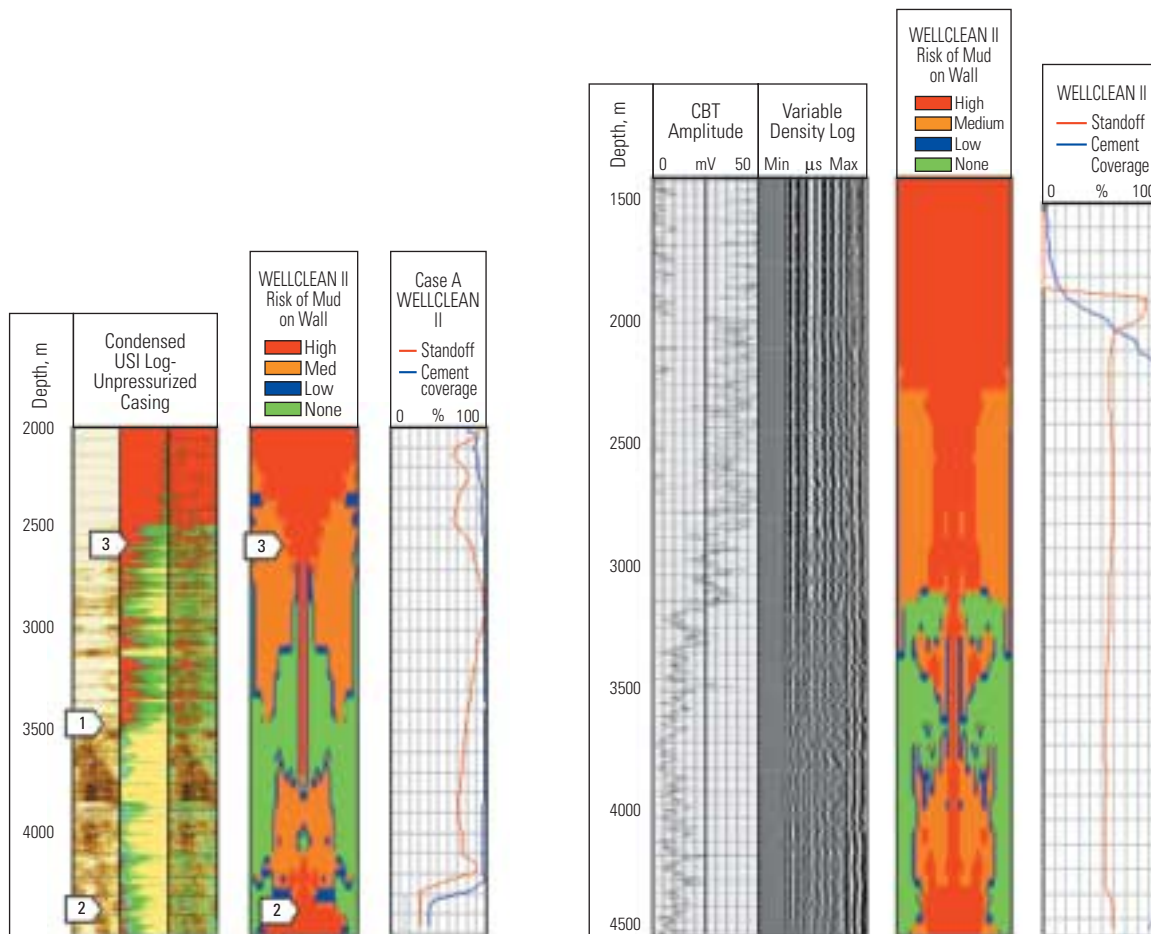 Depth, m
Condensed
USI Log-
Unpressurized
Casing
2000
2500
3000
3500
4000
3
1
2
WELLCLEAN II
Risk of Mud
on Wall
High
Med
Low
None
3
2
Case A
WELLCLEAN
II
Standoff
Cement
coverage
0 % 100
Depth, m
CBT
Amplitude
0 mV 50
Variable
Density Log
Min µs Max
1500
2000
2500
3000
3500
4000
4500
WELLCLEAN II
Risk of Mud
on Wall
High
Medium
Low
None
WELLCLEAN II
Standoff
Cement
Coverage
0 % 100